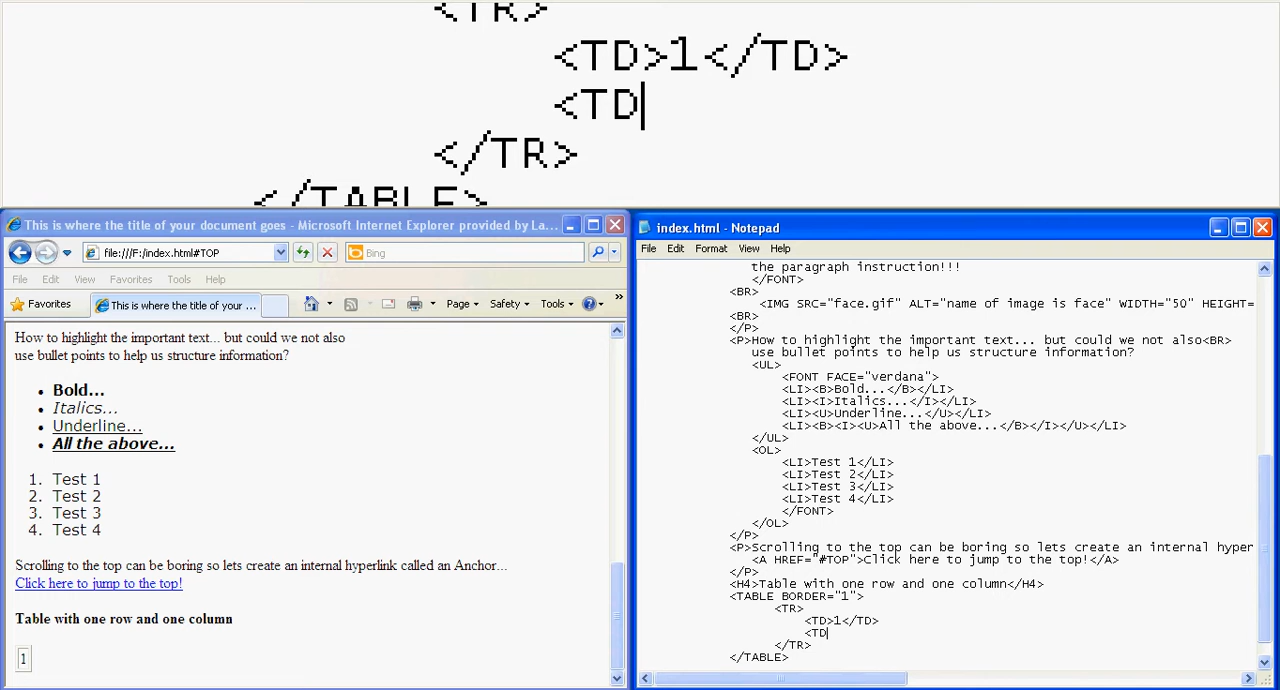 <TR>
<TD>1</TD>
<TD
</TR>
</TABLE>
This is where the title of your document goes - Microsoft Internet Explorer provided by La...
file:///F:/index.html#TOP
Bing
File Edit View Favorites Tools Help
Favorites
This is where the title of your ...
Page
Safety
Tools
»
How to highlight the important text... but could we not also
use bullet points to help us structure information?
• Bold...
• Italics...
• Underline...
• All the above...
1. Test 1
2. Test 2
3. Test 3
4. Test 4
Scrolling to the top can be boring so lets create an internal hyperlink called an Anchor...
Click here to jump to the top!
Table with one row and one column
1
index.html - Notepad
File Edit Format View Help
the paragraph instruction!!!
</FONT>
<BR>
<IMG SRC="face.gif" ALT="name of image is face" WIDTH="50" HEIGHT=
<BR>
</P>
<P>How to highlight the important text... but could we not also<BR>
use bullet points to help us structure information?
<UL>
<FONT FACE="verdana">
<LI><B>Bold...</B></LI>
<LI><I>Italics...</I></LI>
<LI><U>Underline...</U></LI>
<LI><B><I><U>All the above...</B></I></U></LI>
</UL>
<OL>
<LI>Test 1</LI>
<LI>Test 2</LI>
<LI>Test 3</LI>
<LI>Test 4</LI>
</FONT>
</OL>
</P>
<P>Scrolling to the top can be boring so lets create an internal hyper
<A HREF="#TOP">Click here to jump to the top!</A>
</P>
<H4>Table with one row and one column</H4>
<TABLE BORDER="1">
<TR>
<TD>1</TD>
<TD
</TR>
</TABLE>